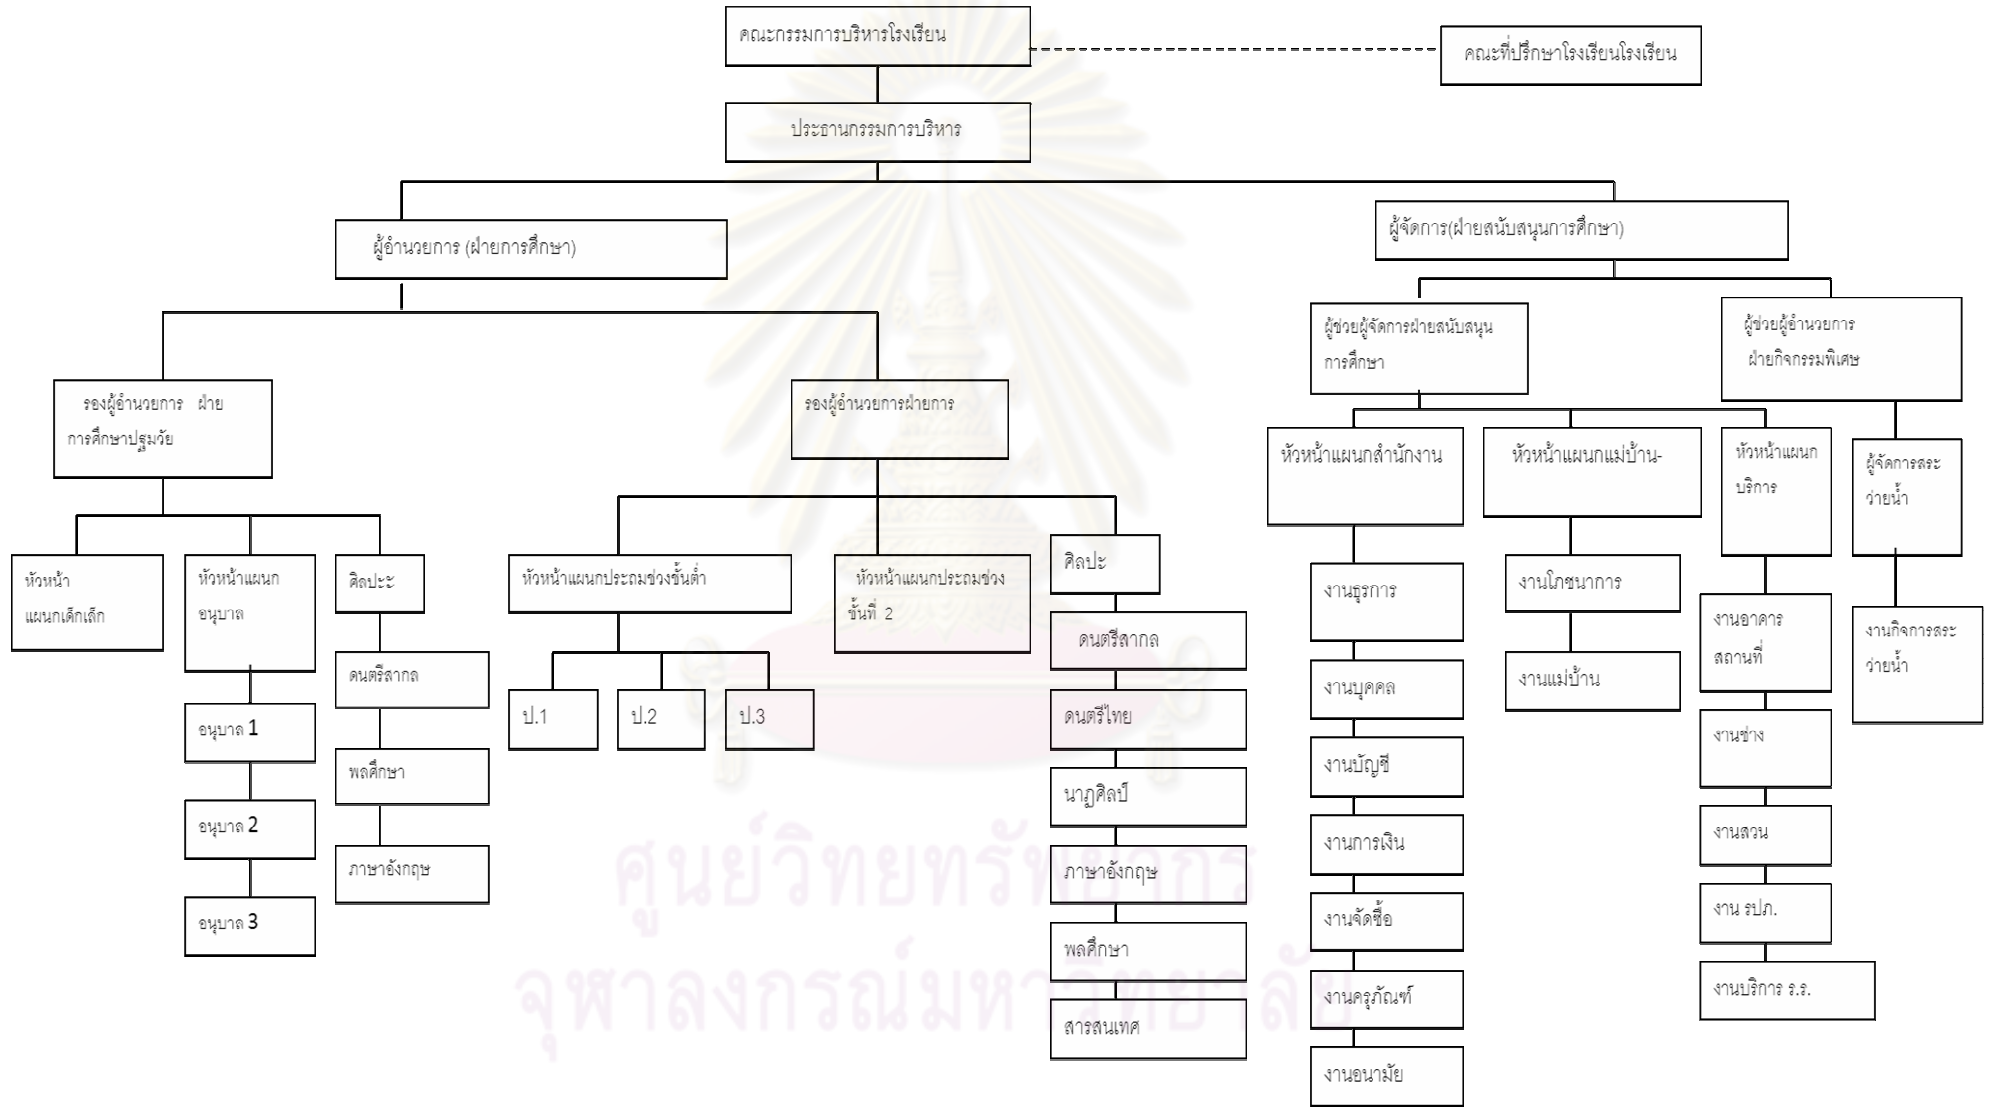 คณะกรรมการบริหารโรงเรียน
คณะที่ปรึกษาโรงเรียนโรงเรียน
ประธานกรรมการบริหาร
ผู้อำนวยการ (ฝ่ายการศึกษา)
ผู้จัดการ(ฝ่ายสนับสนุนการศึกษา)
รองผู้อำนวยการ ฝ่าย
การศึกษาปฐมวัย
รองผู้อำนวยการฝ่ายการ
ผู้ช่วยผู้จัดการฝ่ายสนับสนุน
การศึกษา
ผู้ช่วยผู้อำนวยการ
ฝ่ายกิจกรรมพิเศษ
หัวหน้า
แผนกเด็กเล็ก
หัวหน้าแผนก
อนุบาล
อนุบาล 1
อนุบาล 2
อนุบาล 3
ศิลปะะ
ดนตรีสากล
พลศึกษา
ภาษาอังกฤษ
หัวหน้าแผนกประถมช่วงชั้นต่ำ
ป.1
ป.2
ป.3
หัวหน้าแผนกประถมช่วง
ชั้นที่ 2
ศิลปะ
ดนตรีสากล
ดนตรีไทย
นาฏศิลป์
ภาษาอังกฤษ
พลศึกษา
สารสนเทศ
หัวหน้าแผนกสำนักงาน
งานธุรการ
งานบุคคล
งานบัญชี
งานการเงิน
งานจัดซื้อ
งานครุภัณฑ์
งานอนามัย
หัวหน้าแผนกแม่บ้าน-
งานโภชนาการ
งานแม่บ้าน
หัวหน้าแผนก
บริการ
งานอาคาร
สถานที่
งานช่าง
งานสวน
งาน รปภ.
งานบริการ ร.ร.
ผู้จัดการสระ
ว่ายน้ำ
งานกิจการสระ
ว่ายน้ำ
ศูนย์วิทยทรัพยากร
จุฬาลงกรณ์มหาวิทยาลัย